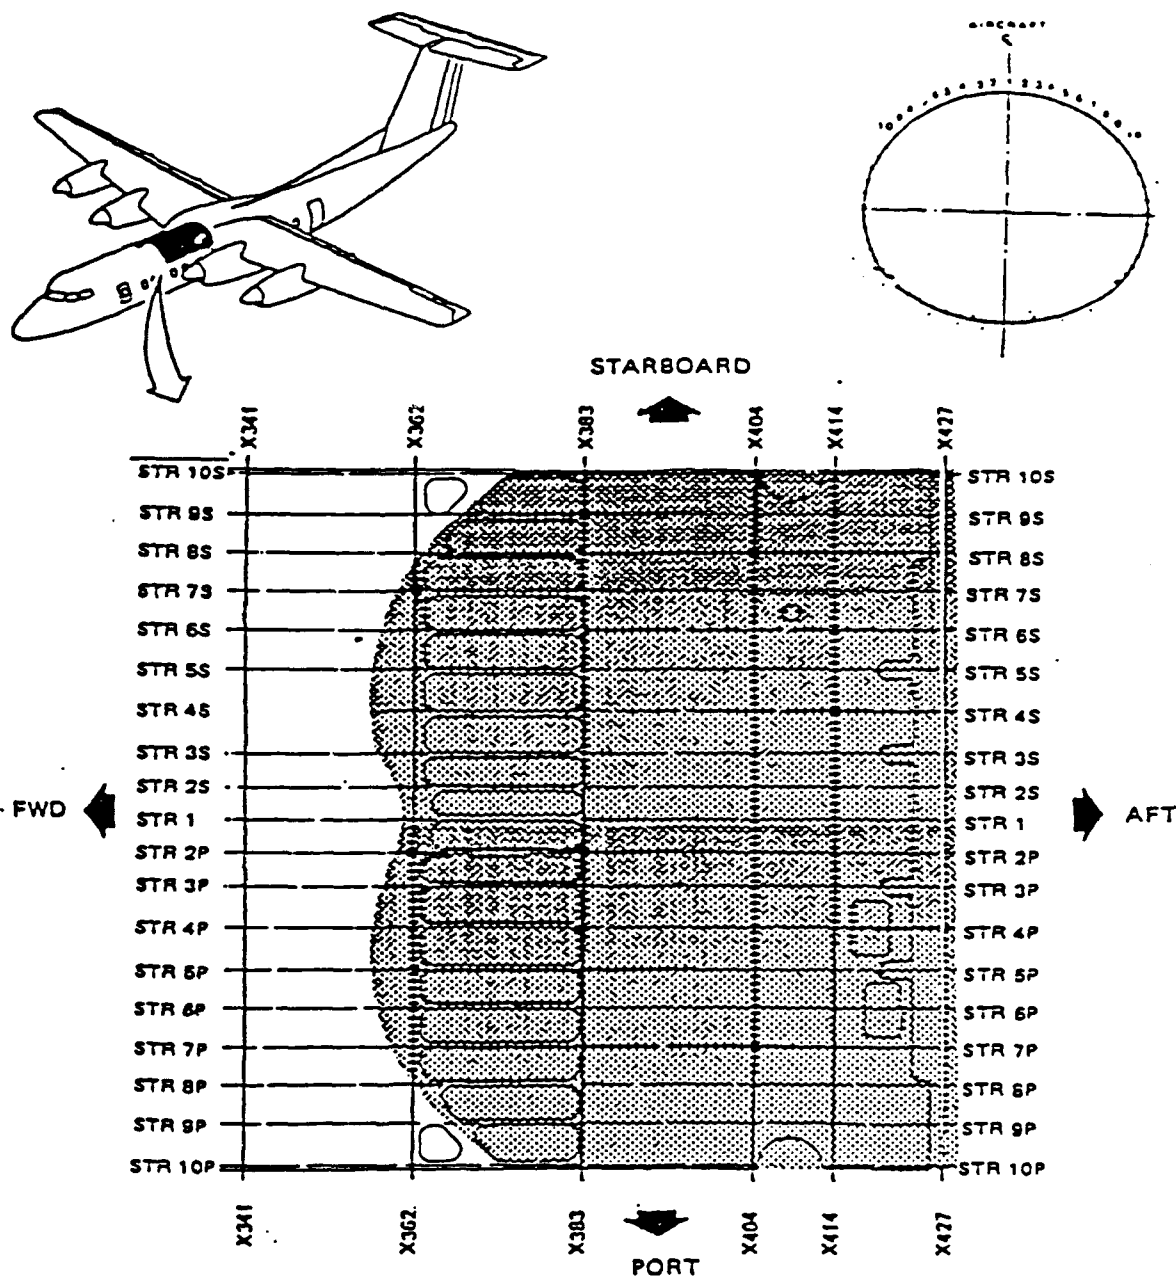 AIRCRAFT
STARBOARD
X341
X362
X383
X404
X414
X427
STR 10S
STR 10S
STR 9S
STR 9S
STR 8S
STR 8S
STR 7S
STR 7S
STR 6S
STR 6S
STR 5S
STR 5S
STR 4S
STR 4S
STR 3S
STR 3S
STR 2S
STR 2S
FWD
AFT
STR 1
STR 1
STR 2P
STR 2P
STR 3P
STR 3P
STR 4P
STR 4P
STR 5P
STR 5P
STR 6P
STR 6P
STR 7P
STR 7P
STR 8P
STR 8P
STR 9P
STR 9P
STR 10P
STR 10P
X341
X362
X383
X404
X414
X427
PORT